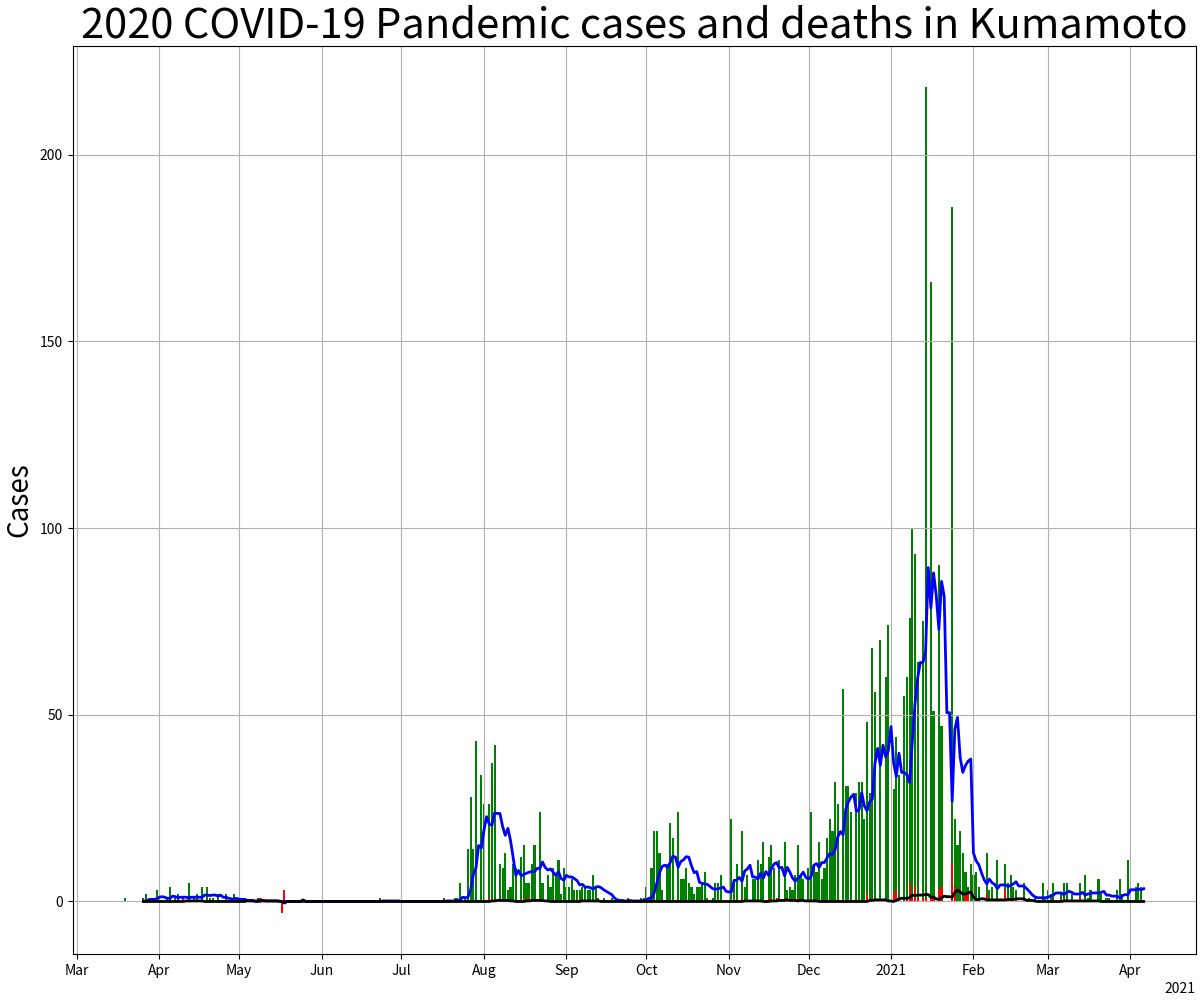 2020 COVID-19 Pandemic cases and deaths in Kumamoto
Cases
200
150
100
50
0
Mar Apr May Jun Jul Aug Sep Oct Nov Dec 2021 Feb Mar Apr
2021